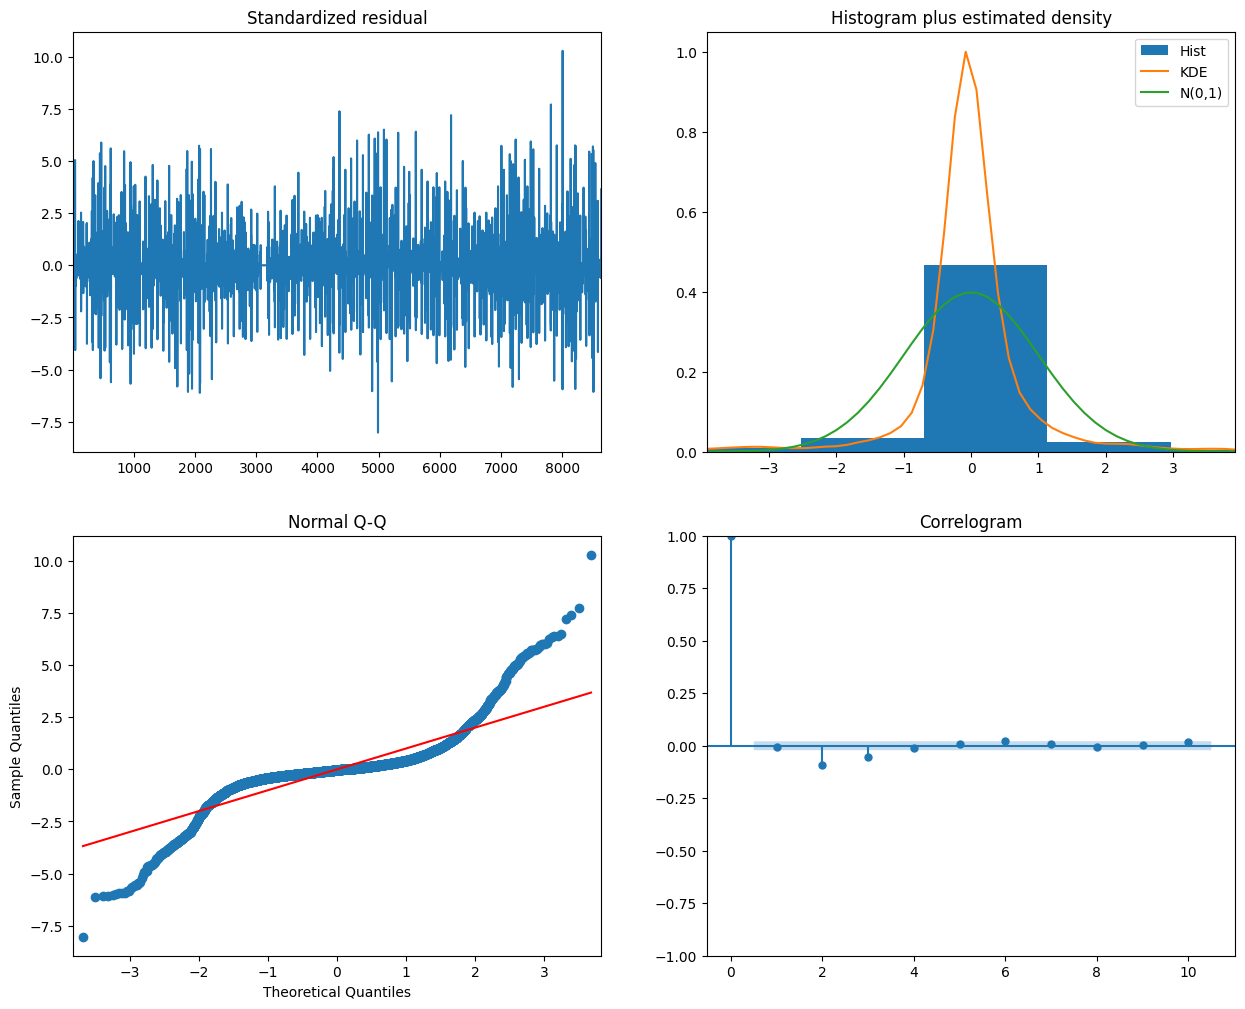 Standardized residual
10.0
7.5
5.0
2.5
0.0
−2.5
−5.0
−7.5
1000 2000 3000 4000 5000 6000 7000 8000
Histogram plus estimated density
Hist
KDE
N(0,1)
1.0
0.8
0.6
0.4
0.2
0.0
−3 −2 −1 0 1 2 3
Normal Q-Q
Sample Quantiles
10.0
7.5
5.0
2.5
0.0
−2.5
−5.0
−7.5
−3 −2 −1 0 1 2 3
Theoretical Quantiles
Correlogram
1.00
0.75
0.50
0.25
0.00
−0.25
−0.50
−0.75
−1.00
0 2 4 6 8 10